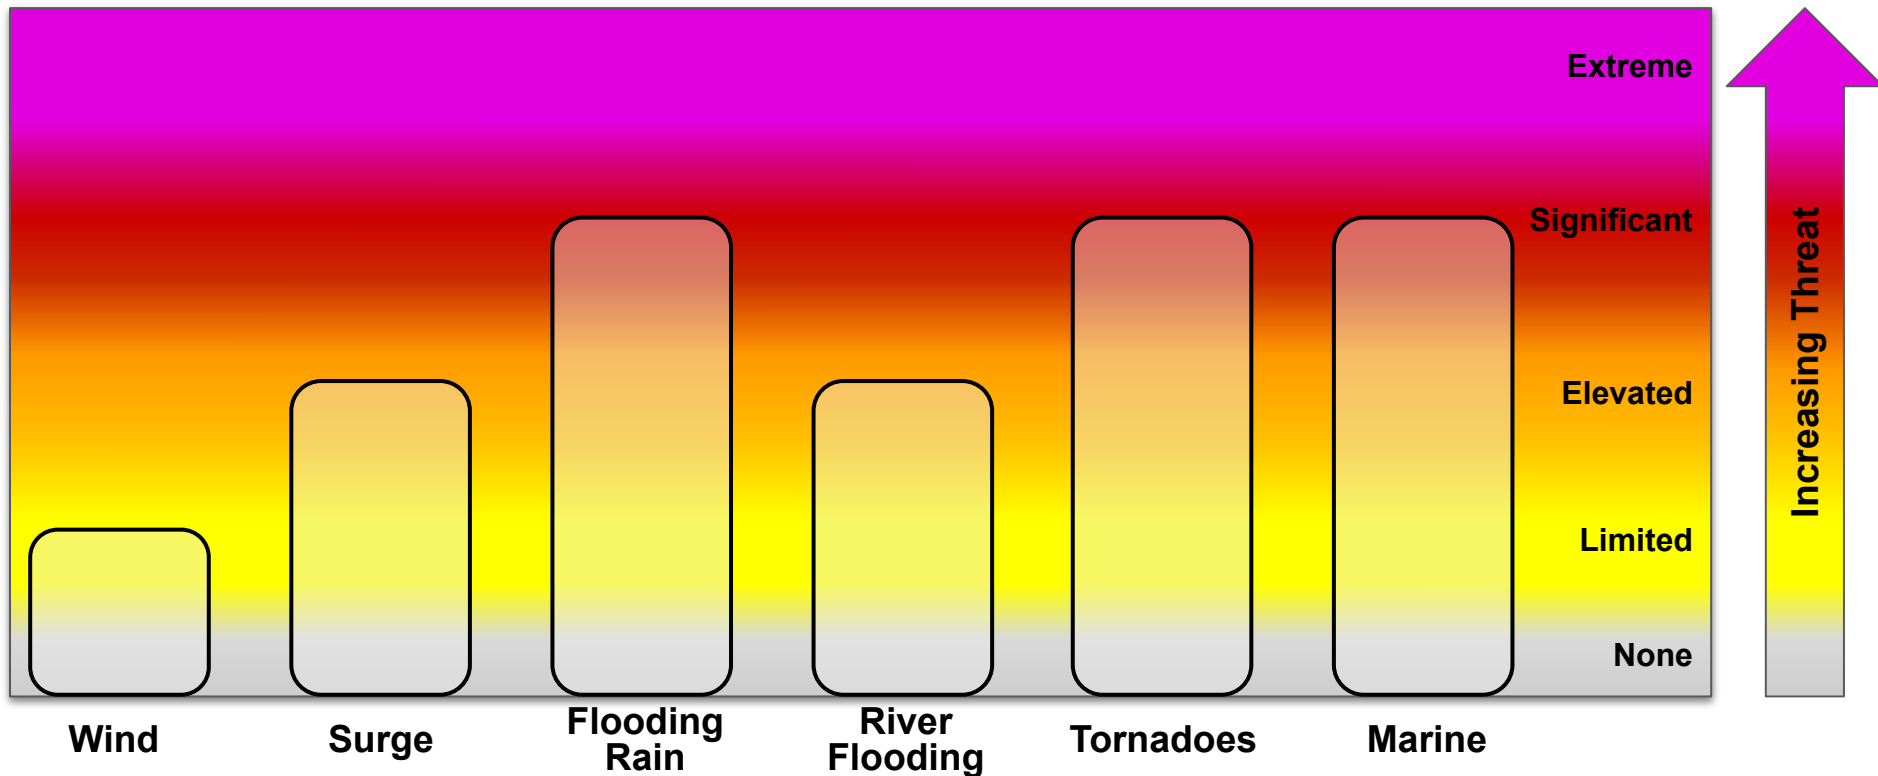 Extreme
Significant
Elevated
Limited
None
Increasing Threat
Wind
Surge
Flooding
Rain
River
Flooding
Tornadoes
Marine